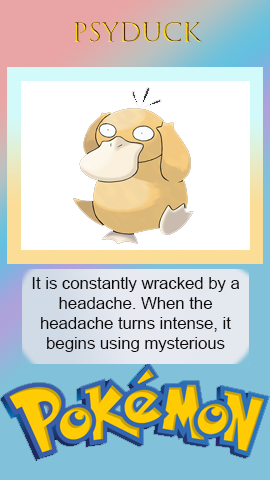 PSYDUCK
It is constantly wracked by a
headache. When the
headache turns intense, it
begins using mysterious
POKéMON